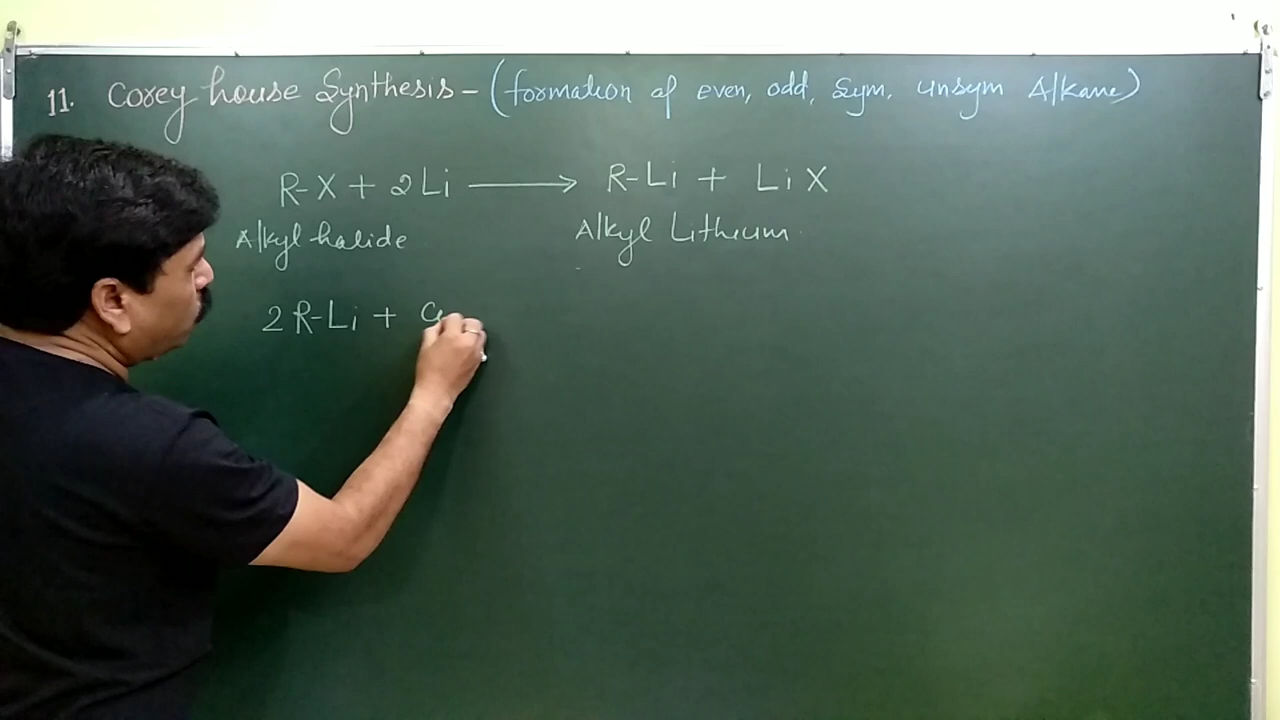 11. Corey house Synthesis - (formation of even, odd, Sym. unsym Alkane)
R-X + 2Li ⟶ R-Li + LiX
Alkyl halide Alkyl Lithium
2R-Li + Cu